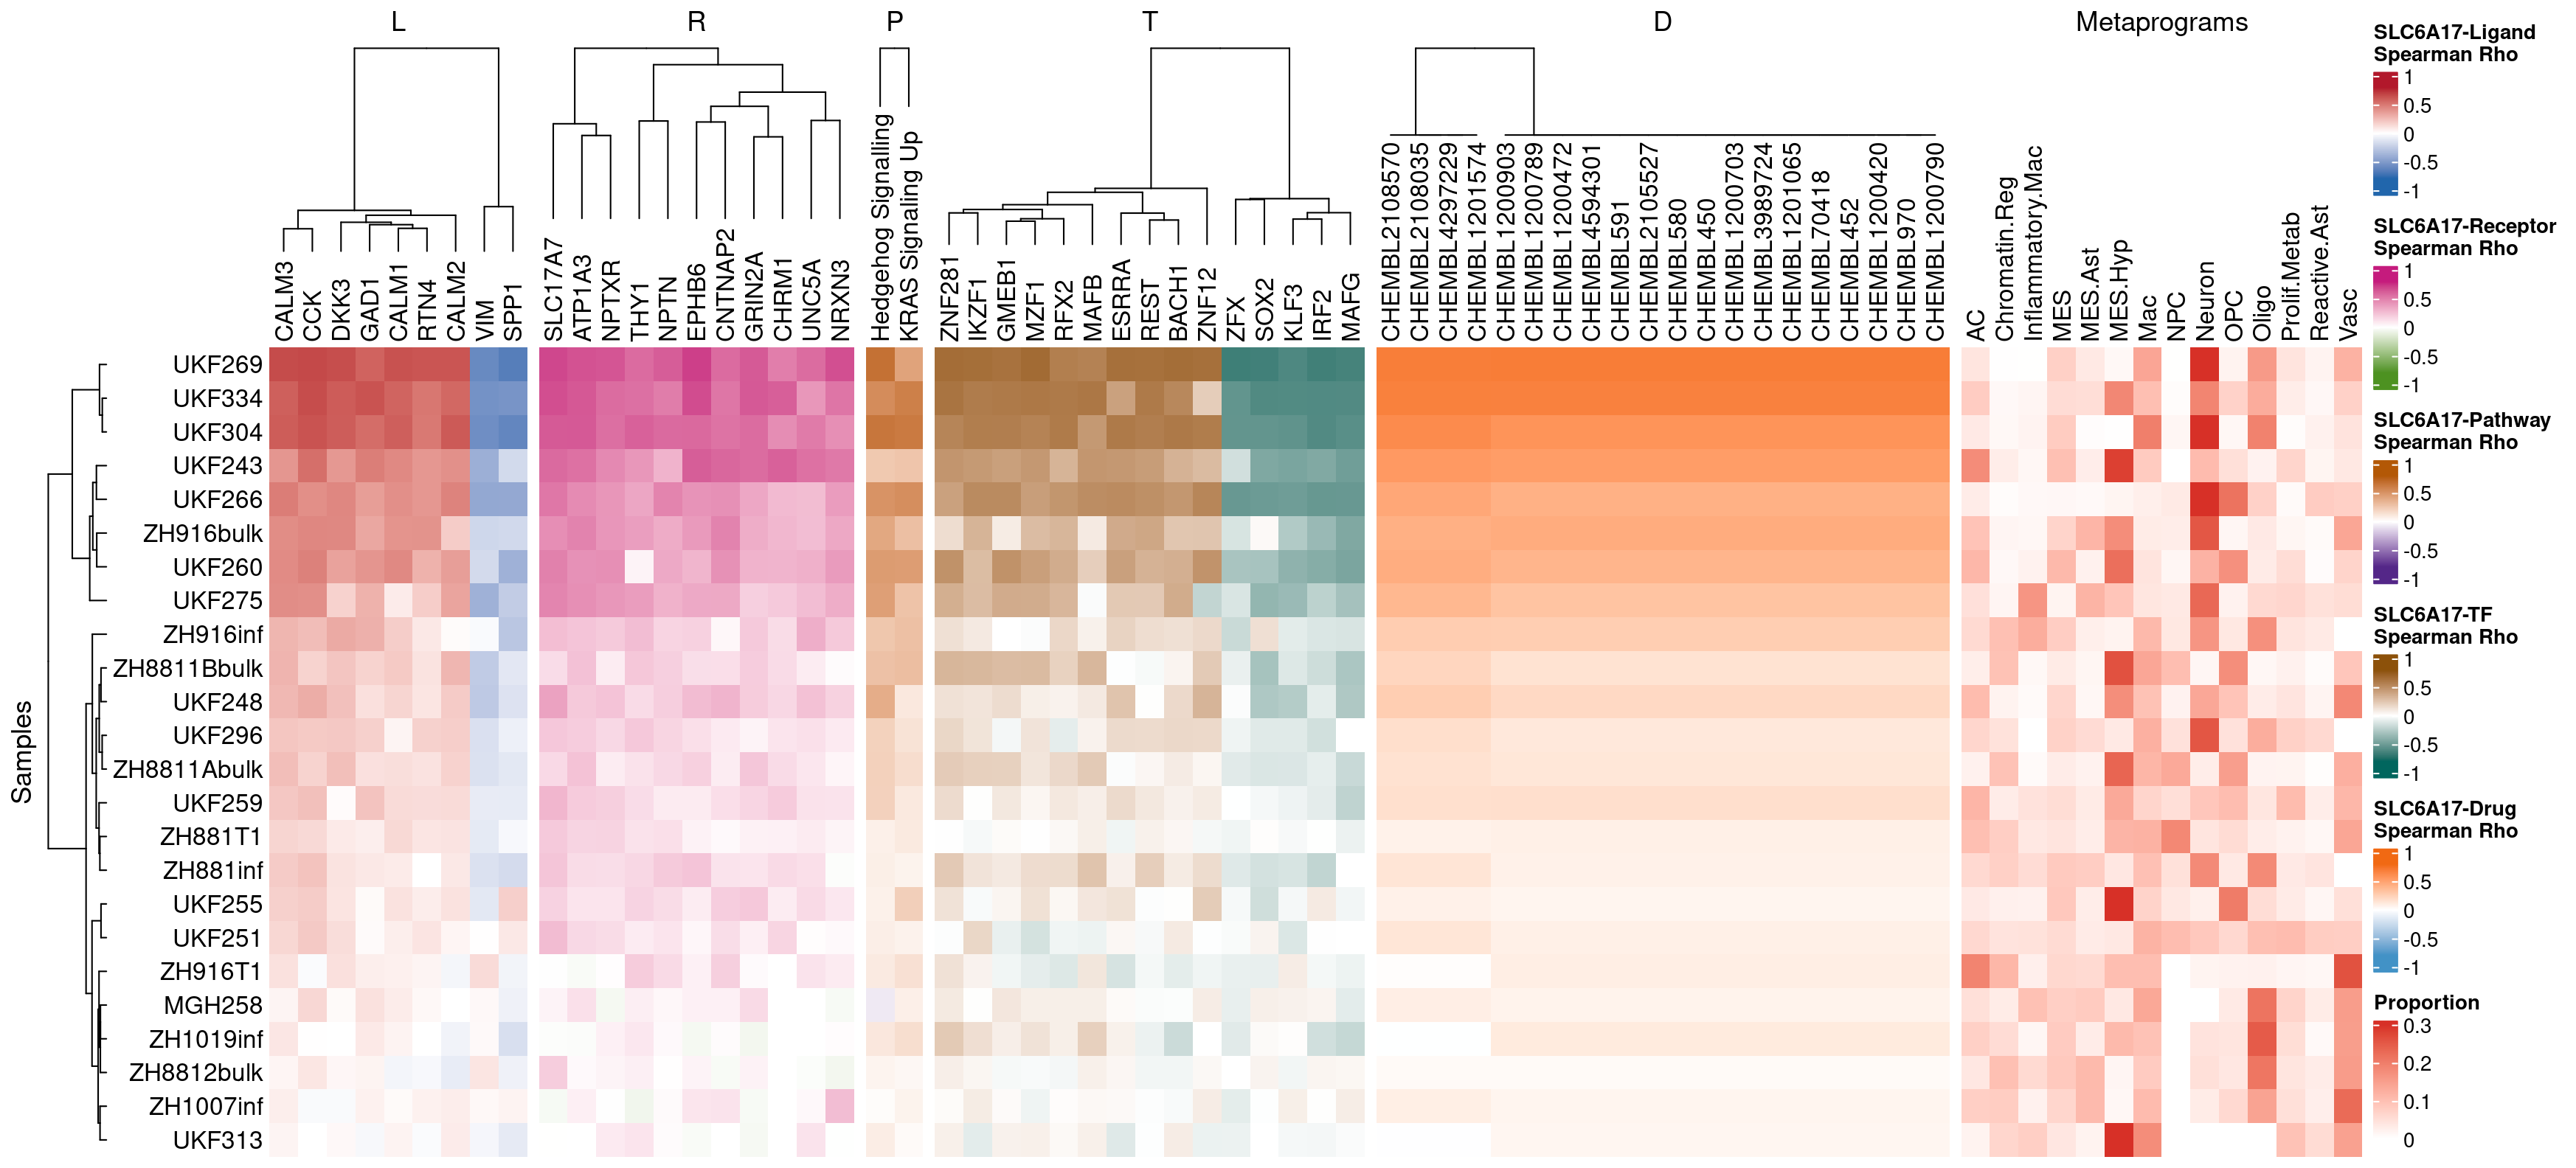 L R P T D Metaprograms
CALM3
CCK
DKK3
GAD1
CALM1
RTN4
CALM2
VIM
SPP1
SLC17A7
ATP1A3
NPTXR
THY1
NPTN
EPHB6
CNTNAP2
GRIN2A
CHRM1
UNC5A
NRXN3
Hedgehog Signalling
KRAS Signaling Up
ZNF281
IKZF1
GMEB1
MZF1
RFX2
MAFB
ESRRA
REST
BACH1
ZNF12
ZFX
SOX2
KLF3
IRF2
MAFG
CHEMBL2108570
CHEMBL2108035
CHEMBL4297229
CHEMBL1201574
CHEMBL1200903
CHEMBL1200789
CHEMBL1200472
CHEMBL4594301
CHEMBL591
CHEMBL2105527
CHEMBL580
CHEMBL450
CHEMBL1200703
CHEMBL3989724
CHEMBL1201065
CHEMBL70418
CHEMBL452
CHEMBL1200420
CHEMBL970
CHEMBL1200790
AC
Chromatin.Reg
Inflammatory.Mac
MES
MES.Ast
MES.Hyp
Mac
NPC
Neuron
OPC
Oligo
Prolif.Metab
Reactive.Ast
Vasc
Samples
UKF269
UKF334
UKF304
UKF243
UKF266
ZH916bulk
UKF260
UKF275
ZH916inf
ZH8811Bbulk
UKF248
UKF296
ZH8811Abulk
UKF259
ZH881T1
ZH881inf
UKF255
UKF251
ZH916T1
MGH258
ZH1019inf
ZH8812bulk
ZH1007inf
UKF313
SLC6A17-Ligand
Spearman Rho
1
0.5
0
-0.5
-1
SLC6A17-Receptor
Spearman Rho
1
0.5
0
-0.5
-1
SLC6A17-Pathway
Spearman Rho
1
0.5
0
-0.5
-1
SLC6A17-TF
Spearman Rho
1
0.5
0
-0.5
-1
SLC6A17-Drug
Spearman Rho
1
0.5
0
-0.5
-1
Proportion
0.3
0.2
0.1
0